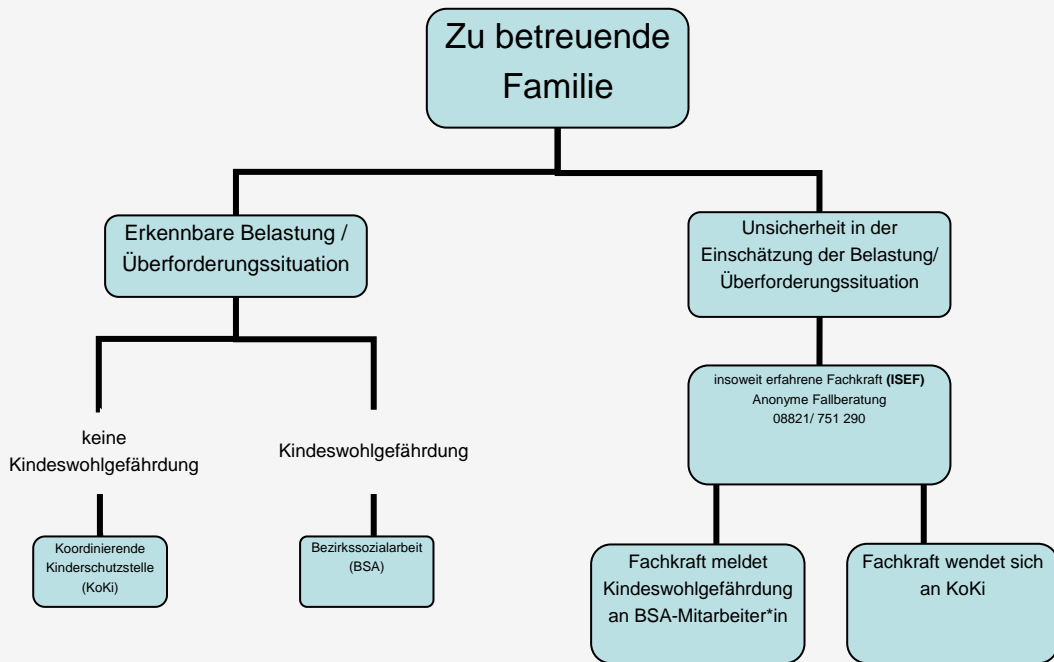 Zu betreuende
Familie
Erkennbare Belastung /
Überforderungssituation
Unsicherheit in der
Einschätzung der Belastung/
Überforderungssituation
keine
Kindeswohlgefährdung
Kindeswohlgefährdung
insoweit erfahrene Fachkraft (ISEF)
Anonyme Fallberatung
08821/ 751 290
Koordinierende
Kinderschutzstelle
(KoKi)
Bezirkssozialarbeit
(BSA)
Fachkraft meldet
Kindeswohlgefährdung
an BSA-Mitarbeiter*in
Fachkraft wendet sich
an KoKi